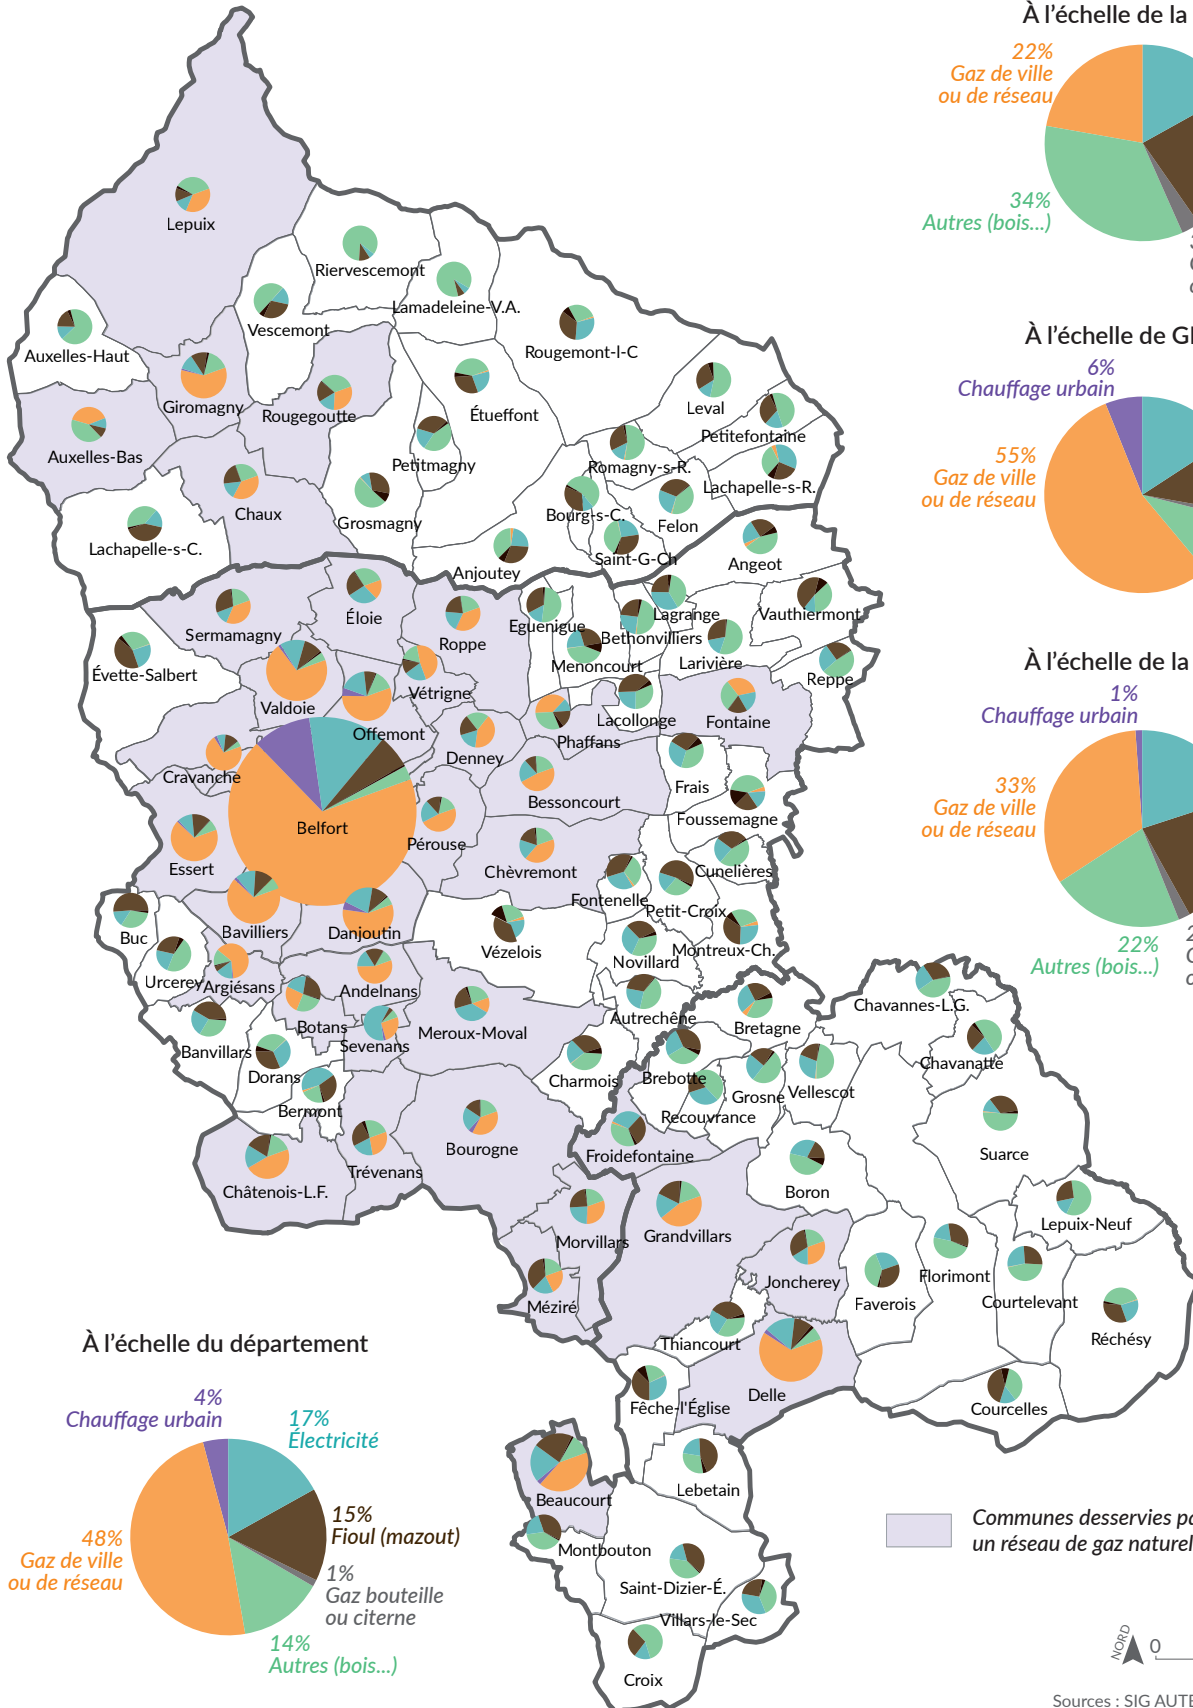 À l'échelle de la
22%
Gaz de ville
ou de réseau
34%
Autres (bois...)
À l'échelle de
6%
Chauffage urbain
55%
Gaz de ville
ou de réseau
À l'échelle de la
1%
Chauffage urbain
33%
Gaz de ville
ou de réseau
22%
Autres (bois...)
Lepuix
Riervescemont
Lamadeleine-V.A.
Vescemont
Auxelles-Haut
Rougemont-l-C
Giromagny
Rougegoutte
Étueffont
Leval
Petitefontaine
Auxelles-Bas
Petitmagny
Romagny-s-R.
Lachapelle-s-R.
Chaux
Grosmagny
Bourg-s-C.
Felon
Lachapelle-s-C.
Anjoutey
Saint-G-Ch
Angeot
Éloie
Sermamagny
Roppe
Eguenigue
Lagrange
Vauthiermont
Bethonvilliers
Menoncourt
Larivière
Évette-Salbert
Vétrigne
Reppe
Valdoie
Lacollonge
Fontaine
Offemont
Phaffans
Denney
Cravanche
Frais
Bessoncourt
Foussemagne
Belfort
Pérouse
Essert
Chèvremont
Cunelières
Fontenelle
Petit-Croix
Bavilliers
Danjoutin
Buc
Vézelois
Novillard
Montreux-Ch.
Urcerey
Argiésans
Andelnans
Autrechêne
Chavannes-L.G.
Botans
Meroux-Moval
Bretagne
Sevenans
Banvillars
Dorans
Charmois
Brebotte
Chavanatte
Bermont
Grosne
Vellescot
Recouvrance
Bourogne
Froidefontaine
Suarce
Trévenans
Châtenois-L.F.
Boron
Lepuix-Neuf
Morvillars
Grandvillars
Joncherey
Florimont
Courtelevant
Méziré
Faverois
Réchésy
Thiancourt
Delle
Fêche-l'Église
Courcelles
Lebetain
Beaucourt
Montbouton
Saint-Dizier-É.
Villars-le-Sec
Croix
À l'échelle du département
4%
Chauffage urbain
17%
Électricité
15%
Fioul (mazout)
48%
Gaz de ville
ou de réseau
1%
Gaz bouteille
ou citerne
14%
Autres (bois...)
Communes desservies
un réseau de gaz naturel
NORD
0
Sources : SIG